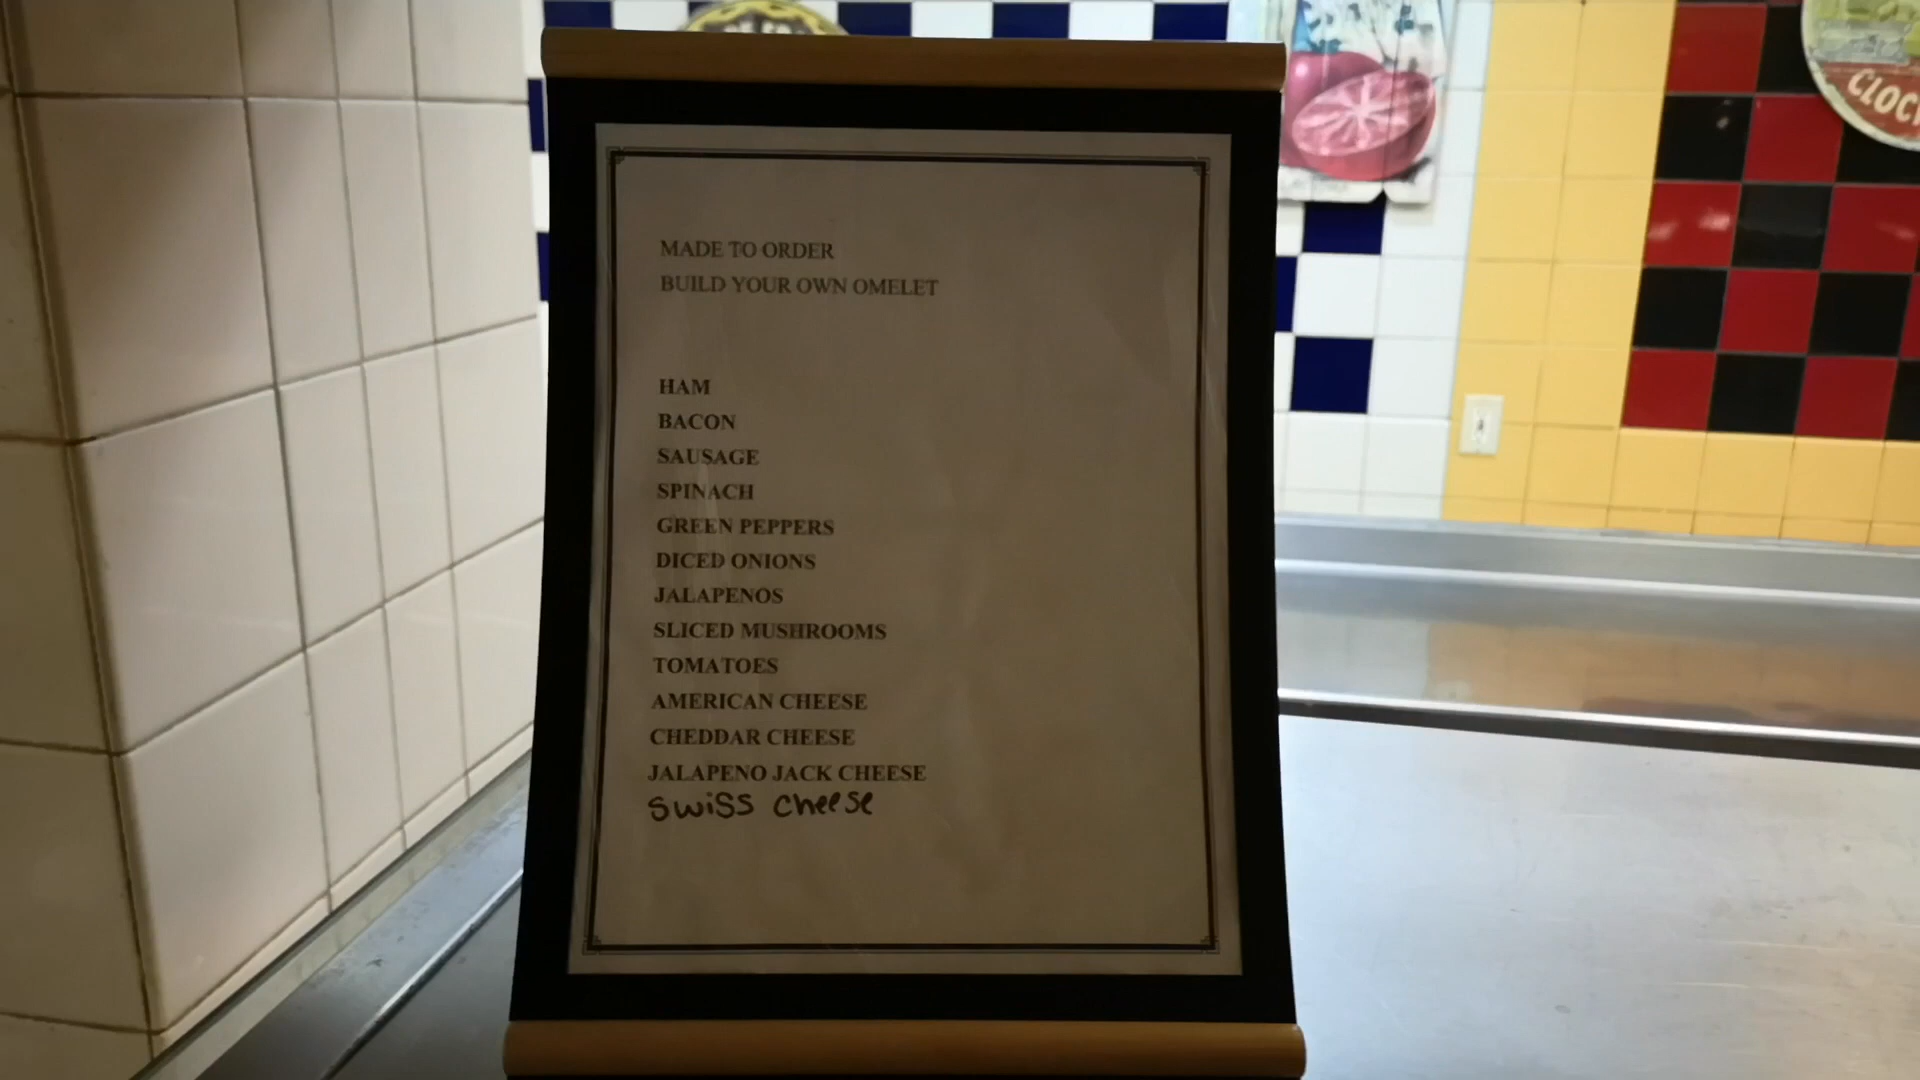 MADE TO ORDER
BUILD YOUR OWN OMELET
HAM
BACON
SAUSAGE
SPINACH
GREEN PEPPERS
DICED ONIONS
JALAPENOS
SLICED MUSHROOMS
TOMATOES
AMERICAN CHEESE
CHEDDAR CHEESE
JALAPENO JACK CHEESE
Swiss cheese